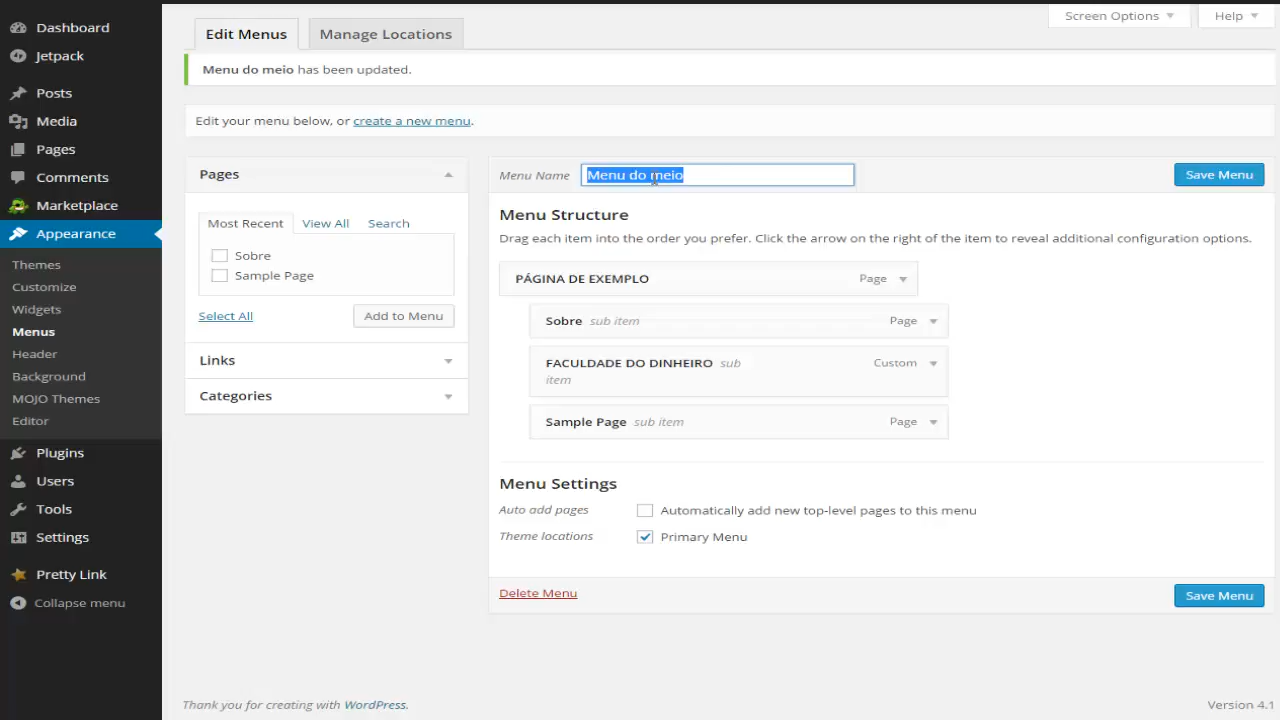 Dashboard
Jetpack
Posts
Media
Pages
Comments
Marketplace
Appearance
Themes
Customize
Widgets
Menus
Header
Background
MOJO Themes
Editor
Plugins
Users
Tools
Settings
Pretty Link
Collapse menu
Screen Options Help
Edit Menus Manage Locations
Menu do meio has been updated.
Edit your menu below, or create a new menu.
Pages
Most Recent View All Search
Sobre
Sample Page
Select All Add to Menu
Links
Categories
Menu Name Menu do meio Save Menu
Menu Structure
Drag each item into the order you prefer. Click the arrow on the right of the item to reveal additional configuration options.
PÁGINA DE EXEMPLO Page
Sobre sub item Page
FACULDADE DO DINHEIRO sub Custom
item
Sample Page sub item Page
Menu Settings
Auto add pages Automatically add new top-level pages to this menu
Theme locations Primary Menu
Delete Menu Save Menu
Thank you for creating with WordPress. Version 4.1